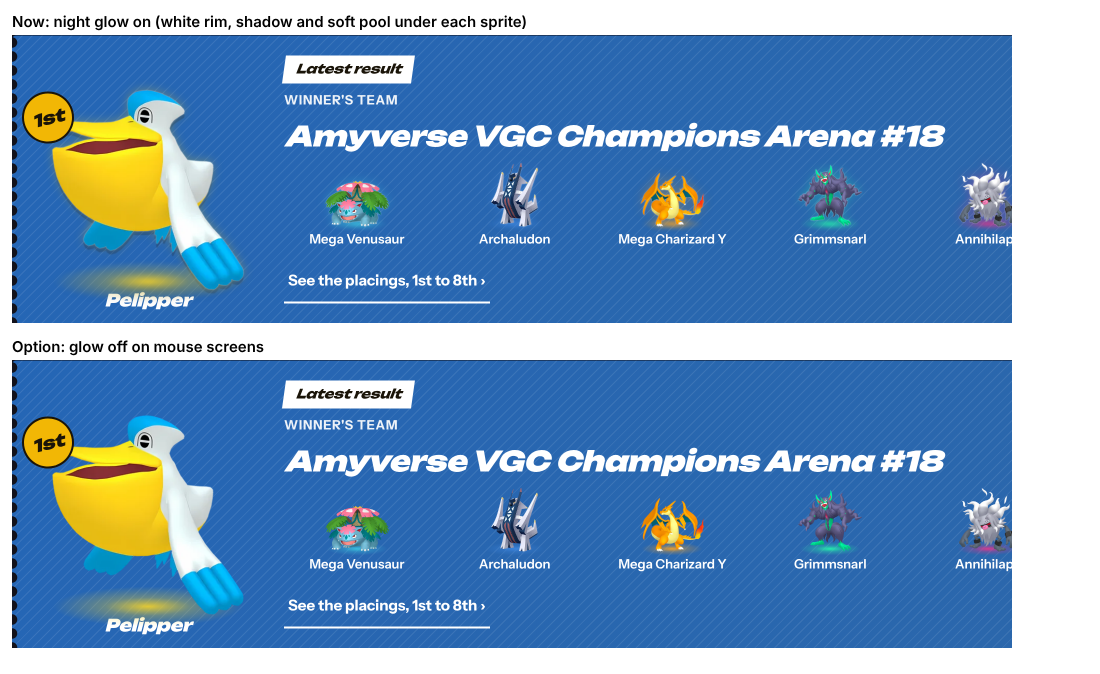 Now: night glow on (white rim, shadow and soft pool under each sprite)
Latest result
1st
WINNER'S TEAM
Amyverse VGC Champions Arena #18
Mega Venusaur
Archaludon
Mega Charizard Y
Grimmsnarl
Annihilap
See the placings, 1st to 8th ›
Pelipper
Option: glow off on mouse screens
Latest result
1st
WINNER'S TEAM
Amyverse VGC Champions Arena #18
Mega Venusaur
Archaludon
Mega Charizard Y
Grimmsnarl
Annihilap
See the placings, 1st to 8th ›
Pelipper